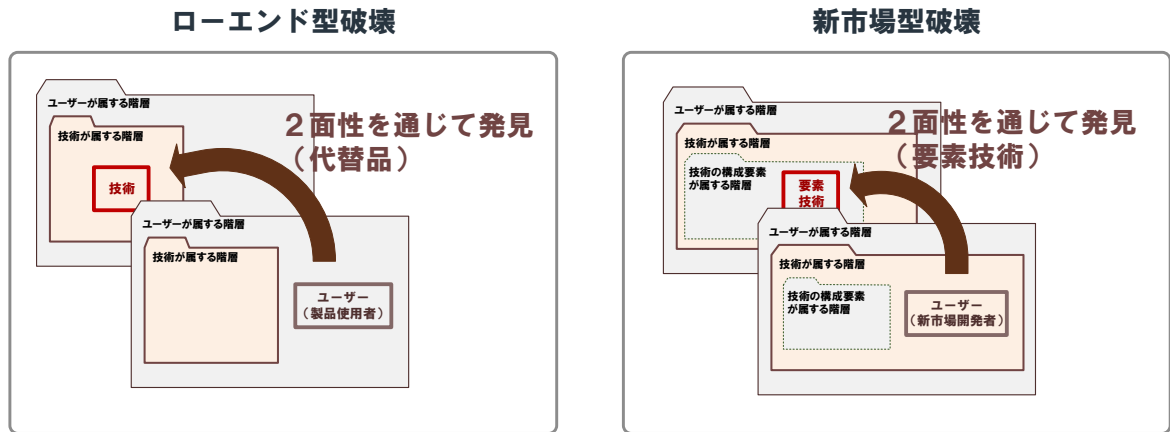 ローエンド型破壊
ユーザーが属する階層
技術が属する階層
２面性を通じて発見
（代替品）
技術
ユーザーが属する階層
技術が属する階層
ユーザー
（製品使用者）
新市場型破壊
ユーザーが属する階層
技術が属する階層
２面性を通じて発見
（要素技術）
技術の構成要素
が属する階層
要素
技術
ユーザーが属する階層
技術が属する階層
技術の構成要素
が属する階層
ユーザー
（新市場開発者）